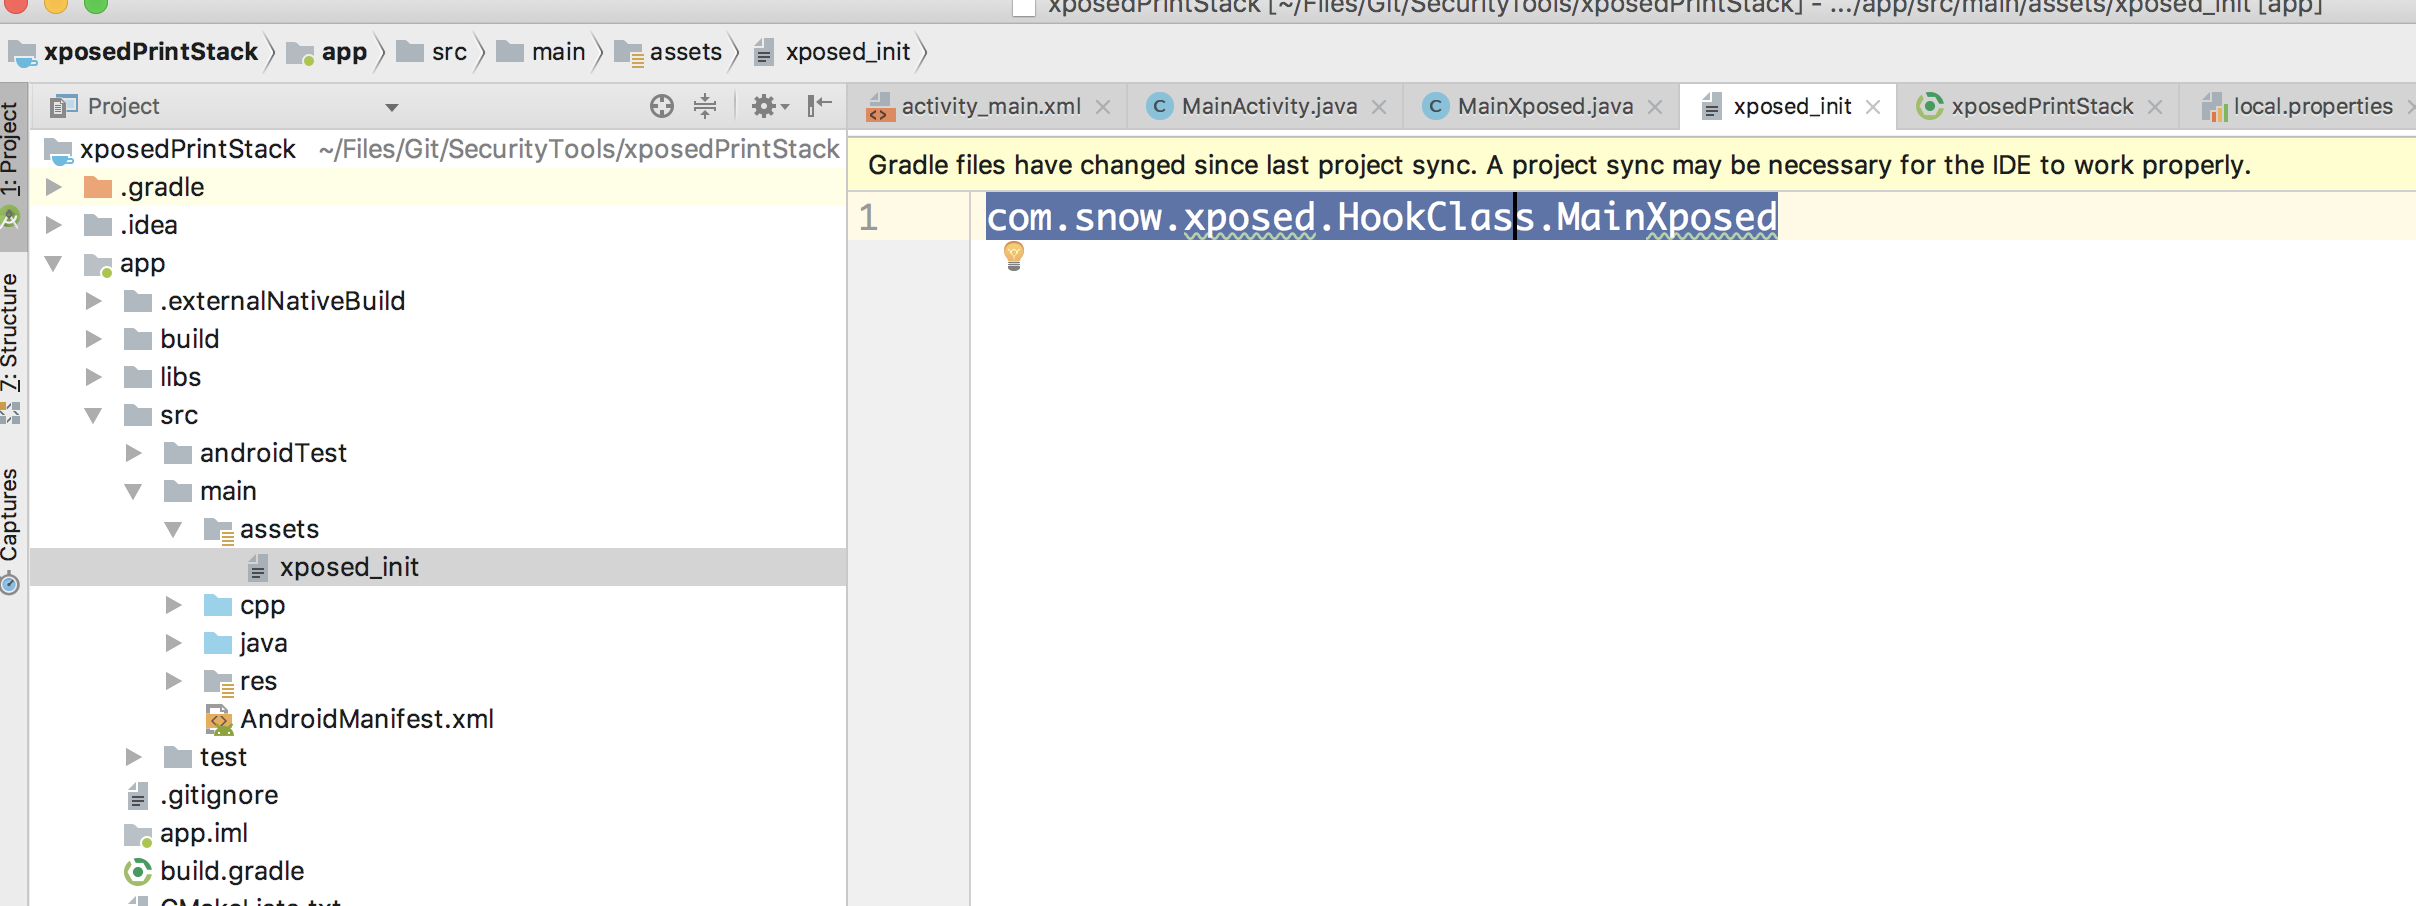 xposedPrintStack [~/Files/Git/SecurityTools/xposedPrintStack] - .../app/src/main/assets/xposed_init [app]
xposedPrintStack app src main assets xposed_init
Project
activity_main.xml MainActivity.java MainXposed.java xposed_init xposedPrintStack local.properties
1: Project
7: Structure
Captures
xposedPrintStack ~/Files/Git/SecurityTools/xposedPrintStack
.gradle
.idea
app
.externalNativeBuild
build
libs
src
androidTest
main
assets
xposed_init
cpp
java
res
AndroidManifest.xml
test
.gitignore
app.iml
build.gradle
CMakeLists.txt
Gradle files have changed since last project sync. A project sync may be necessary for the IDE to work properly.
1 com.snow.xposed.HookClass.MainXposed